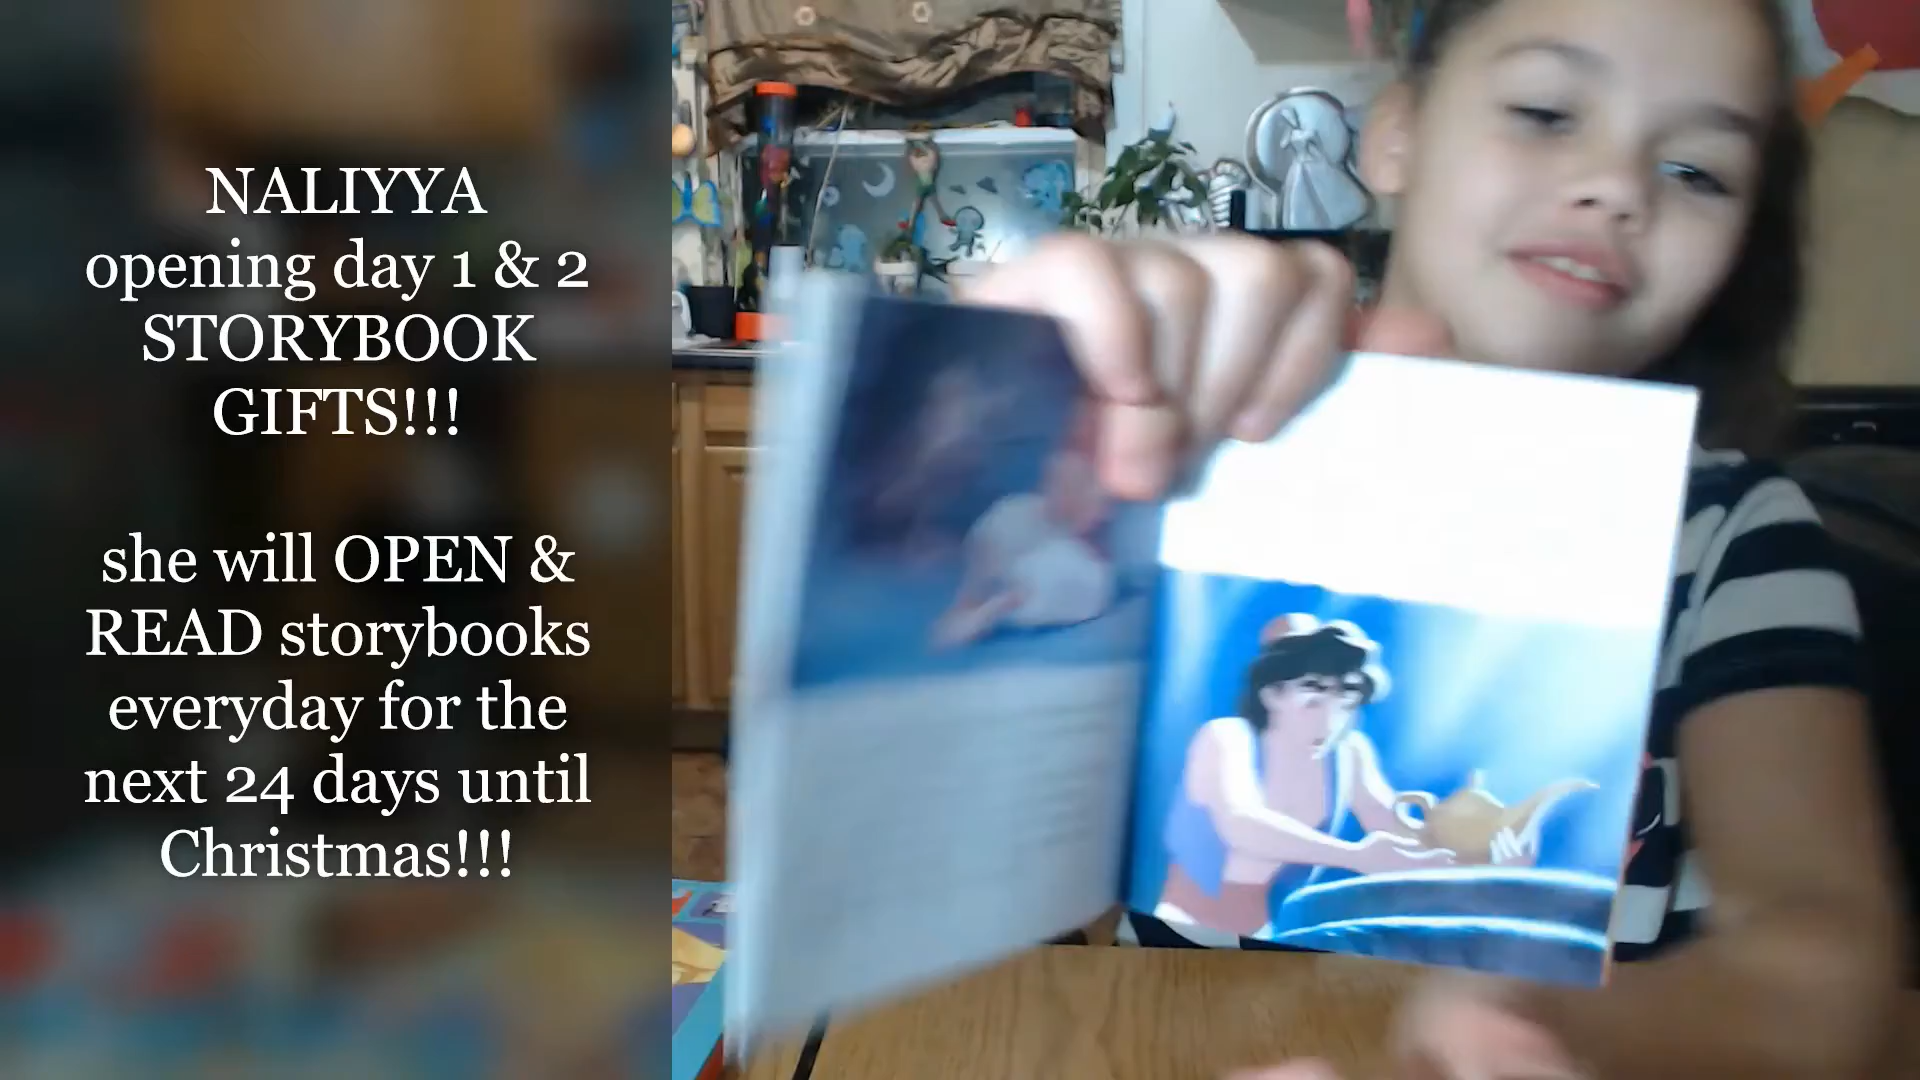 NALIYYA
opening day 1 & 2
STORYBOOK
GIFTS!!!
she will OPEN &
READ storybooks
everyday for the
next 24 days until
Christmas!!!